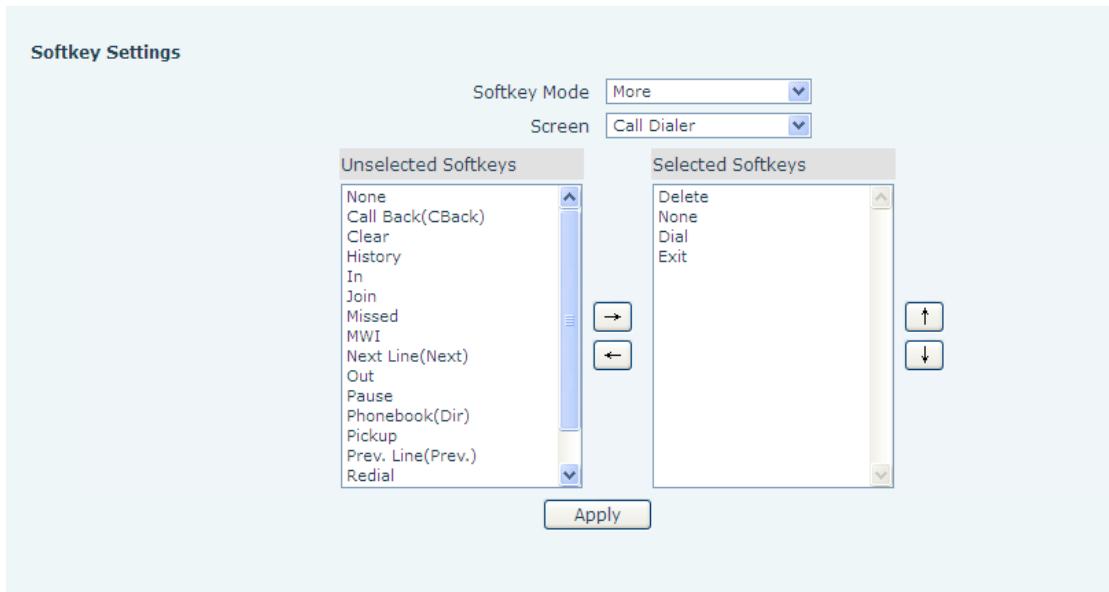 Softkey Settings
Softkey Mode More
Screen Call Dialer
Unselected Softkeys
None
Call Back(CBack)
Clear
History
In
Join
Missed
MWI
Next Line(Next)
Out
Pause
Phonebook(Dir)
Pickup
Prev. Line(Prev.)
Redial
→
←
Selected Softkeys
Delete
None
Dial
Exit
↑
↓
Apply